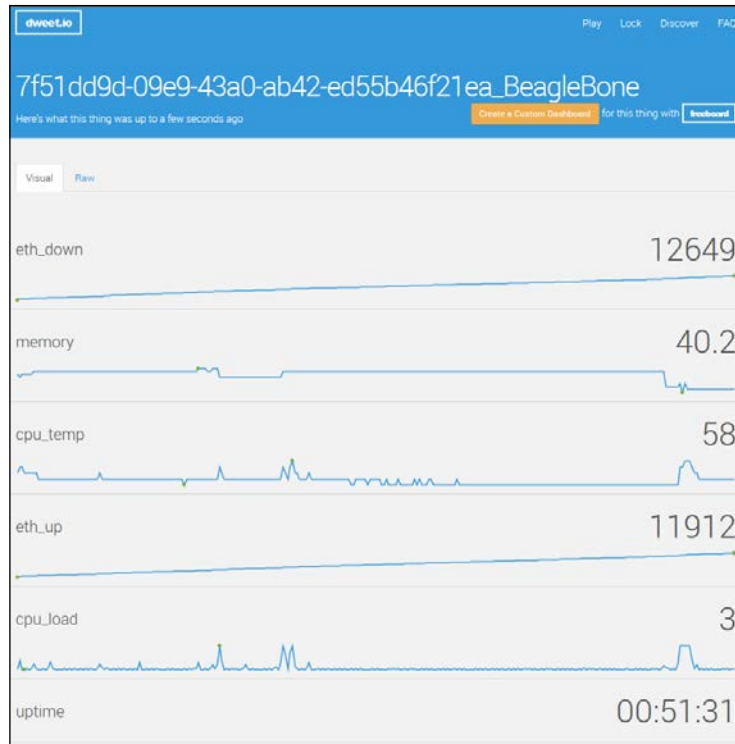 dweet.io
Play Lock Discover FAQ
7f51dd9d-09e9-43a0-ab42-ed55b46f21ea_BeagleBone
Here's what this thing was up to a few seconds ago
Create a Custom Dashboard for this thing with freeboard
Visual Raw
eth_down 12649
memory 40.2
cpu_temp 58
eth_up 11912
cpu_load 3
uptime 00:51:31